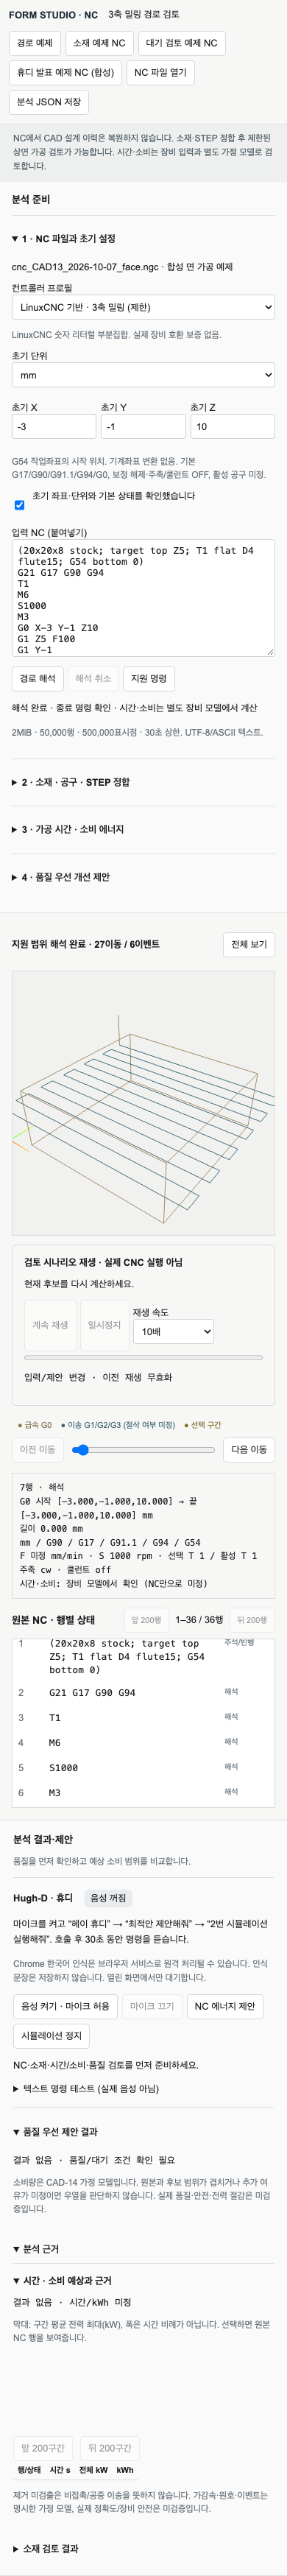 FORM STUDIO · NC 3축 밀링 경로 검토
경로 예제 소재 예제 NC 대기 검토 예제 NC
휴디 발표 예제 NC (합성) NC 파일 열기
분석 JSON 저장
NC에서 CAD 설계 이력은 복원하지 않습니다. 소재·STEP 정합 후 제한된
상면 가공 검토가 가능합니다. 시간·소비는 장비 입력과 별도 가정 모델로 검
토합니다.
분석 준비
▼ 1 · NC 파일과 초기 설정
cnc_CAD13_2026-10-07_face.ngc · 합성 면 가공 예제
컨트롤러 프로필
LinuxCNC 기반 · 3축 밀링 (제한)
LinuxCNC 숫자 리터럴 부분집합. 실제 장비 호환 보증 없음.
초기 단위
mm
초기 X 초기 Y 초기 Z
-3 -1 10
G54 작업좌표의 시작 위치. 기계좌표 변환 없음. 기본
G17/G90/G91.1/G94/G0, 보정 해제·주축/쿨런트 OFF, 활성 공구 미정.
초기 좌표·단위와 기본 상태를 확인했습니다
입력 NC (붙여넣기)
(20x20x8 stock; target top Z5; T1 flat D4
flute15; G54 bottom 0)
G21 G17 G90 G94
T1
M6
S1000
M3
G0 X-3 Y-1 Z10
G1 Z5 F100
G1 Y-1
경로 해석 해석 취소 지원 명령
해석 완료 · 종료 명령 확인 · 시간·소비는 별도 장비 모델에서 계산
2MiB · 50,000행 · 500,000표시점 · 30초 상한. UTF-8/ASCII 텍스트.
▶ 2 · 소재 · 공구 · STEP 정합
▶ 3 · 가공 시간 · 소비 에너지
▶ 4 · 품질 우선 개선 제안
지원 범위 해석 완료 · 27이동 / 6이벤트 전체 보기
검토 시나리오 재생 · 실제 CNC 실행 아님
현재 후보를 다시 계산하세요.
계속 재생 일시정지 재생 속도
10배
입력/제안 변경 · 이전 재생 무효화
● 급속 G0 ● 이송 G1/G2/G3 (절삭 여부 미정) ● 선택 구간
이전 이동 다음 이동
7행 · 해석
G0 시작 [-3.000,-1.000,10.000] → 끝
[-3.000,-1.000,10.000] mm
길이 0.000 mm
mm / G90 / G17 / G91.1 / G94 / G54
F 미정 mm/min · S 1000 rpm · 선택 T 1 / 활성 T 1
주축 cw · 쿨런트 off
시간·소비: 장비 모델에서 확인 (NC만으로 미정)
원본 NC · 행별 상태 앞 200행 1–36 / 36행 뒤 200행
1 (20x20x8 stock; target top 주석/빈행
Z5; T1 flat D4 flute15; G54
bottom 0)
2 G21 G17 G90 G94 해석
3 T1 해석
4 M6 해석
5 S1000 해석
6 M3 해석
분석 결과·제안
품질을 먼저 확인하고 예상 소비 범위를 비교합니다.
Hugh-D · 휴디 음성 꺼짐
마이크를 켜고 “헤이 휴디” → “최적안 제안해줘” → “2번 시뮬레이션
실행해줘”. 호출 후 30초 동안 명령을 듣습니다.
Chrome 한국어 인식은 브라우저 서비스로 원격 처리될 수 있습니다. 인식
문장은 저장하지 않습니다. 열린 화면에서만 대기합니다.
음성 켜기 · 마이크 허용 마이크 끄기 NC 에너지 제안
시뮬레이션 정지
NC·소재·시간/소비·품질 검토를 먼저 준비하세요.
▶ 텍스트 명령 테스트 (실제 음성 아님)
▼ 품질 우선 제안 결과
결과 없음 · 품질/대기 조건 확인 필요
소비량은 CAD-14 가정 모델입니다. 원본과 후보 범위가 겹치거나 추가 여
유가 미정이면 우열을 판단하지 않습니다. 실제 품질·안전·전력 절감은 미검
증입니다.
▼ 분석 근거
▼ 시간 · 소비 예상과 근거
결과 없음 · 시간/kWh 미정
막대: 구간 평균 전력 최대(kW), 폭은 시간 비례가 아닙니다. 선택하면 원본
NC 행을 보여줍니다.
앞 200구간 뒤 200구간
행/상태 시간 s 전체 kW kWh
제거 미검출은 비접촉/공중 이송을 뜻하지 않습니다. 가감속·원호·이벤트는
명시한 가정 모델, 실제 정확도/장비 안전은 미검증입니다.
▶ 소재 검토 결과